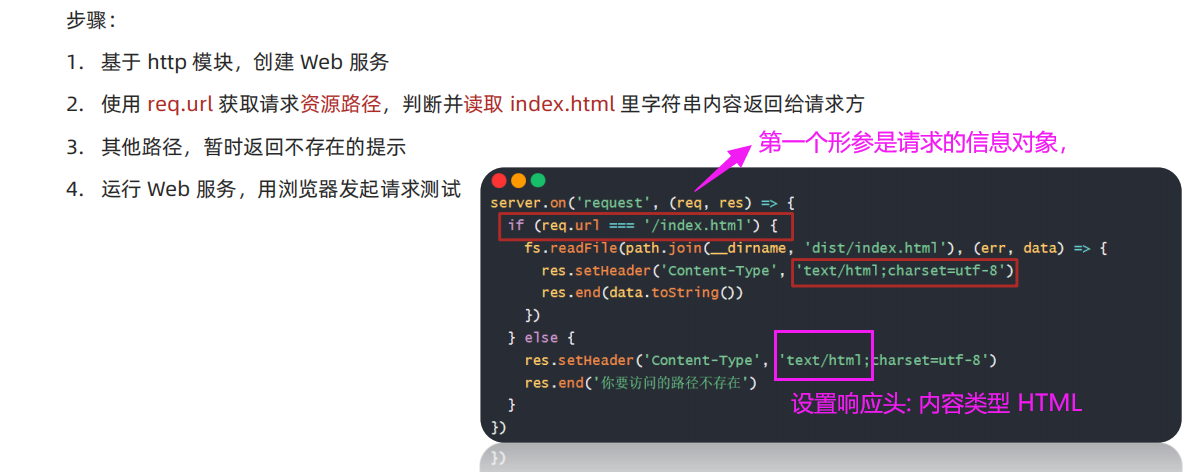 步骤：
1. 基于 http 模块，创建 Web 服务
2. 使用 req.url 获取请求资源路径，判断并读取 index.html 里字符串内容返回给请求方
3. 其他路径，暂时返回不存在的提示
4. 运行 Web 服务，用浏览器发起请求测试
第一个形参是请求的信息对象，
server.on('request', (req, res) => {
  if (req.url === '/index.html') {
    fs.readFile(path.join(__dirname, 'dist/index.html'), (err, data) => {
      res.setHeader('Content-Type', 'text/html;charset=utf-8')
      res.end(data.toString())
    })
  } else {
    res.setHeader('Content-Type', 'text/html;charset=utf-8')
    res.end('你要访问的路径不存在')
  }
})
设置响应头: 内容类型 HTML